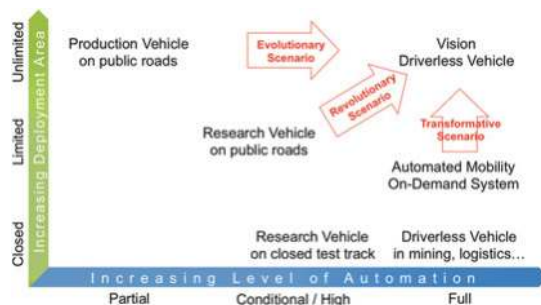 Increasing Deployment Area
Unlimited
Limited
Closed
Production Vehicle
on public roads
Evolutionary
Scenario
Vision
Driverless Vehicle
Revolutionary
Scenario
Research Vehicle
on public roads
Transformative
Scenario
Automated Mobility
On-Demand System
Research Vehicle
on closed test track
Driverless Vehicle
in mining, logistics...
Increasing Level of Automation
Partial
Conditional / High
Full